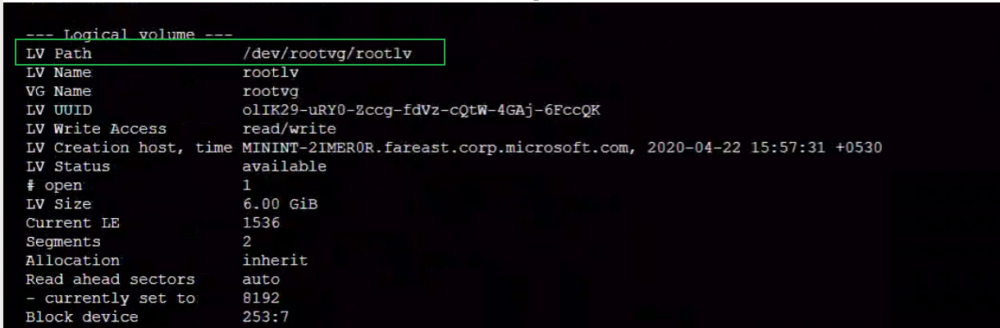 --- Logical volume ---
LV Path                /dev/rootvg/rootlv
LV Name                rootlv
VG Name                rootvg
LV UUID                olIK29-uRY0-Zccg-fdVz-cQtW-4GAj-6FccQK
LV Write Access        read/write
LV Creation host, time MININT-2IMER0R.fareast.corp.microsoft.com, 2020-04-22 15:57:31 +0530
LV Status              available
# open                 1
LV Size                6.00 GiB
Current LE             1536
Segments               2
Allocation             inherit
Read ahead sectors     auto
- currently set to     8192
Block device           253:7